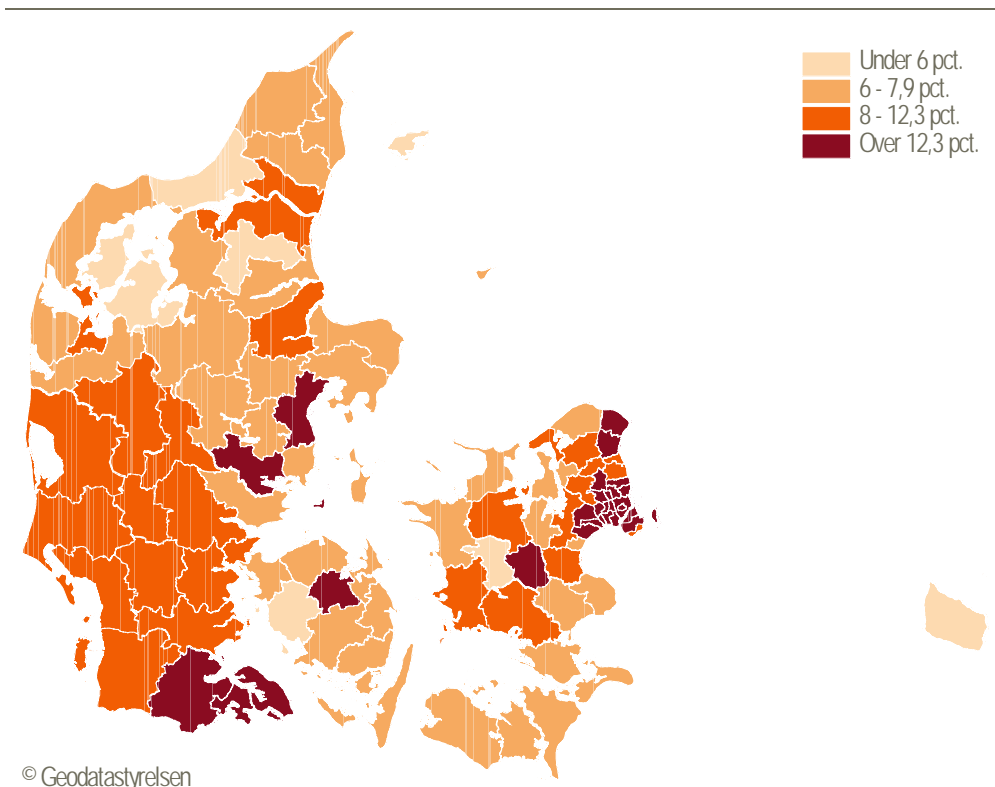 Under 6 pct.
6 - 7,9 pct.
8 - 12,3 pct.
Over 12,3 pct.
© Geodatastyrelsen